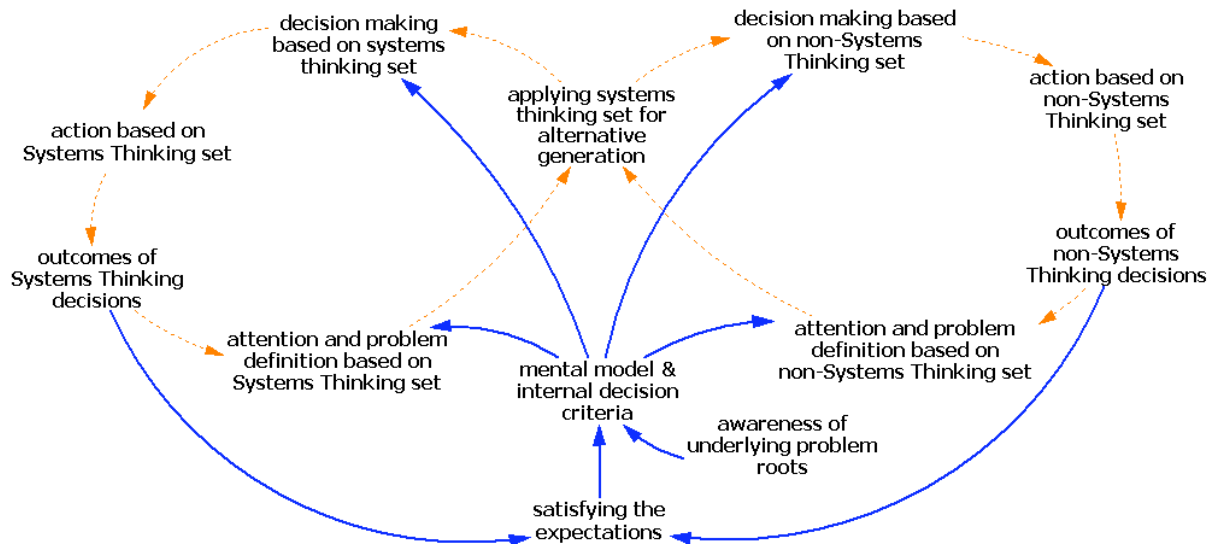 decision making
based on systems
thinking set
decision making based
on non-Systems
Thinking set
applying systems
thinking set for
alternative
generation
action based on
non-Systems
Thinking set
action based on
Systems Thinking set
outcomes of
Systems Thinking
decisions
outcomes of
non-Systems
Thinking decisions
attention and problem
definition based on
Systems Thinking set
mental model &
internal decision
criteria
attention and problem
definition based on
non-Systems Thinking set
awareness of
underlying problem
roots
satisfying the
expectations